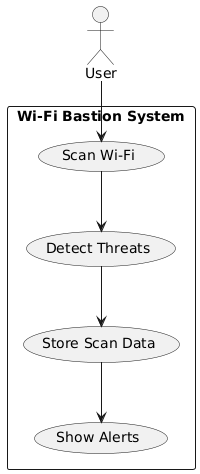 User
Wi-Fi Bastion System
Scan Wi-Fi
Detect Threats
Store Scan Data
Show Alerts